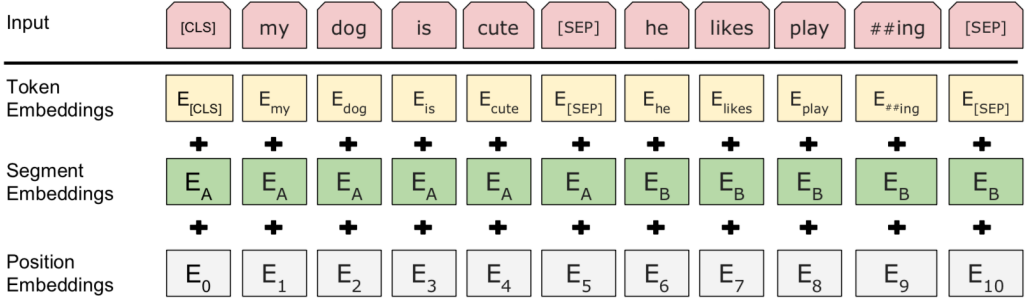 Input [CLS] my dog is cute [SEP] he likes play ##ing [SEP]
Token
Embeddings
E[CLS] Emy Edog Eis Ecute E[SEP] Ehe Elikes Eplay E##ing E[SEP]
+ + + + + + + + + + +
Segment
Embeddings
EA EA EA EA EA EA EB EB EB EB EB
+ + + + + + + + + + +
Position
Embeddings
E0 E1 E2 E3 E4 E5 E6 E7 E8 E9 E10